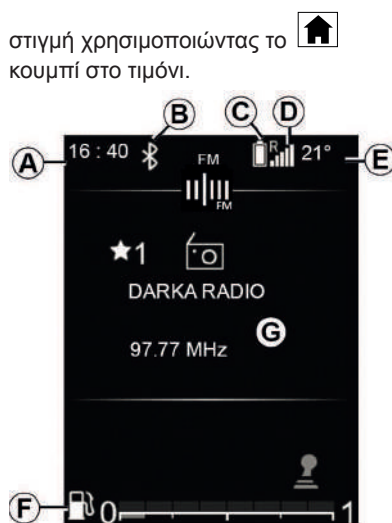 στιγμή χρησιμοποιώντας το
κουμπί στο τιμόνι.
B C D
A 16 : 40 FM R 21° E
FM
★1
DARKA RADIO
97.77 MHz G
F 0 1